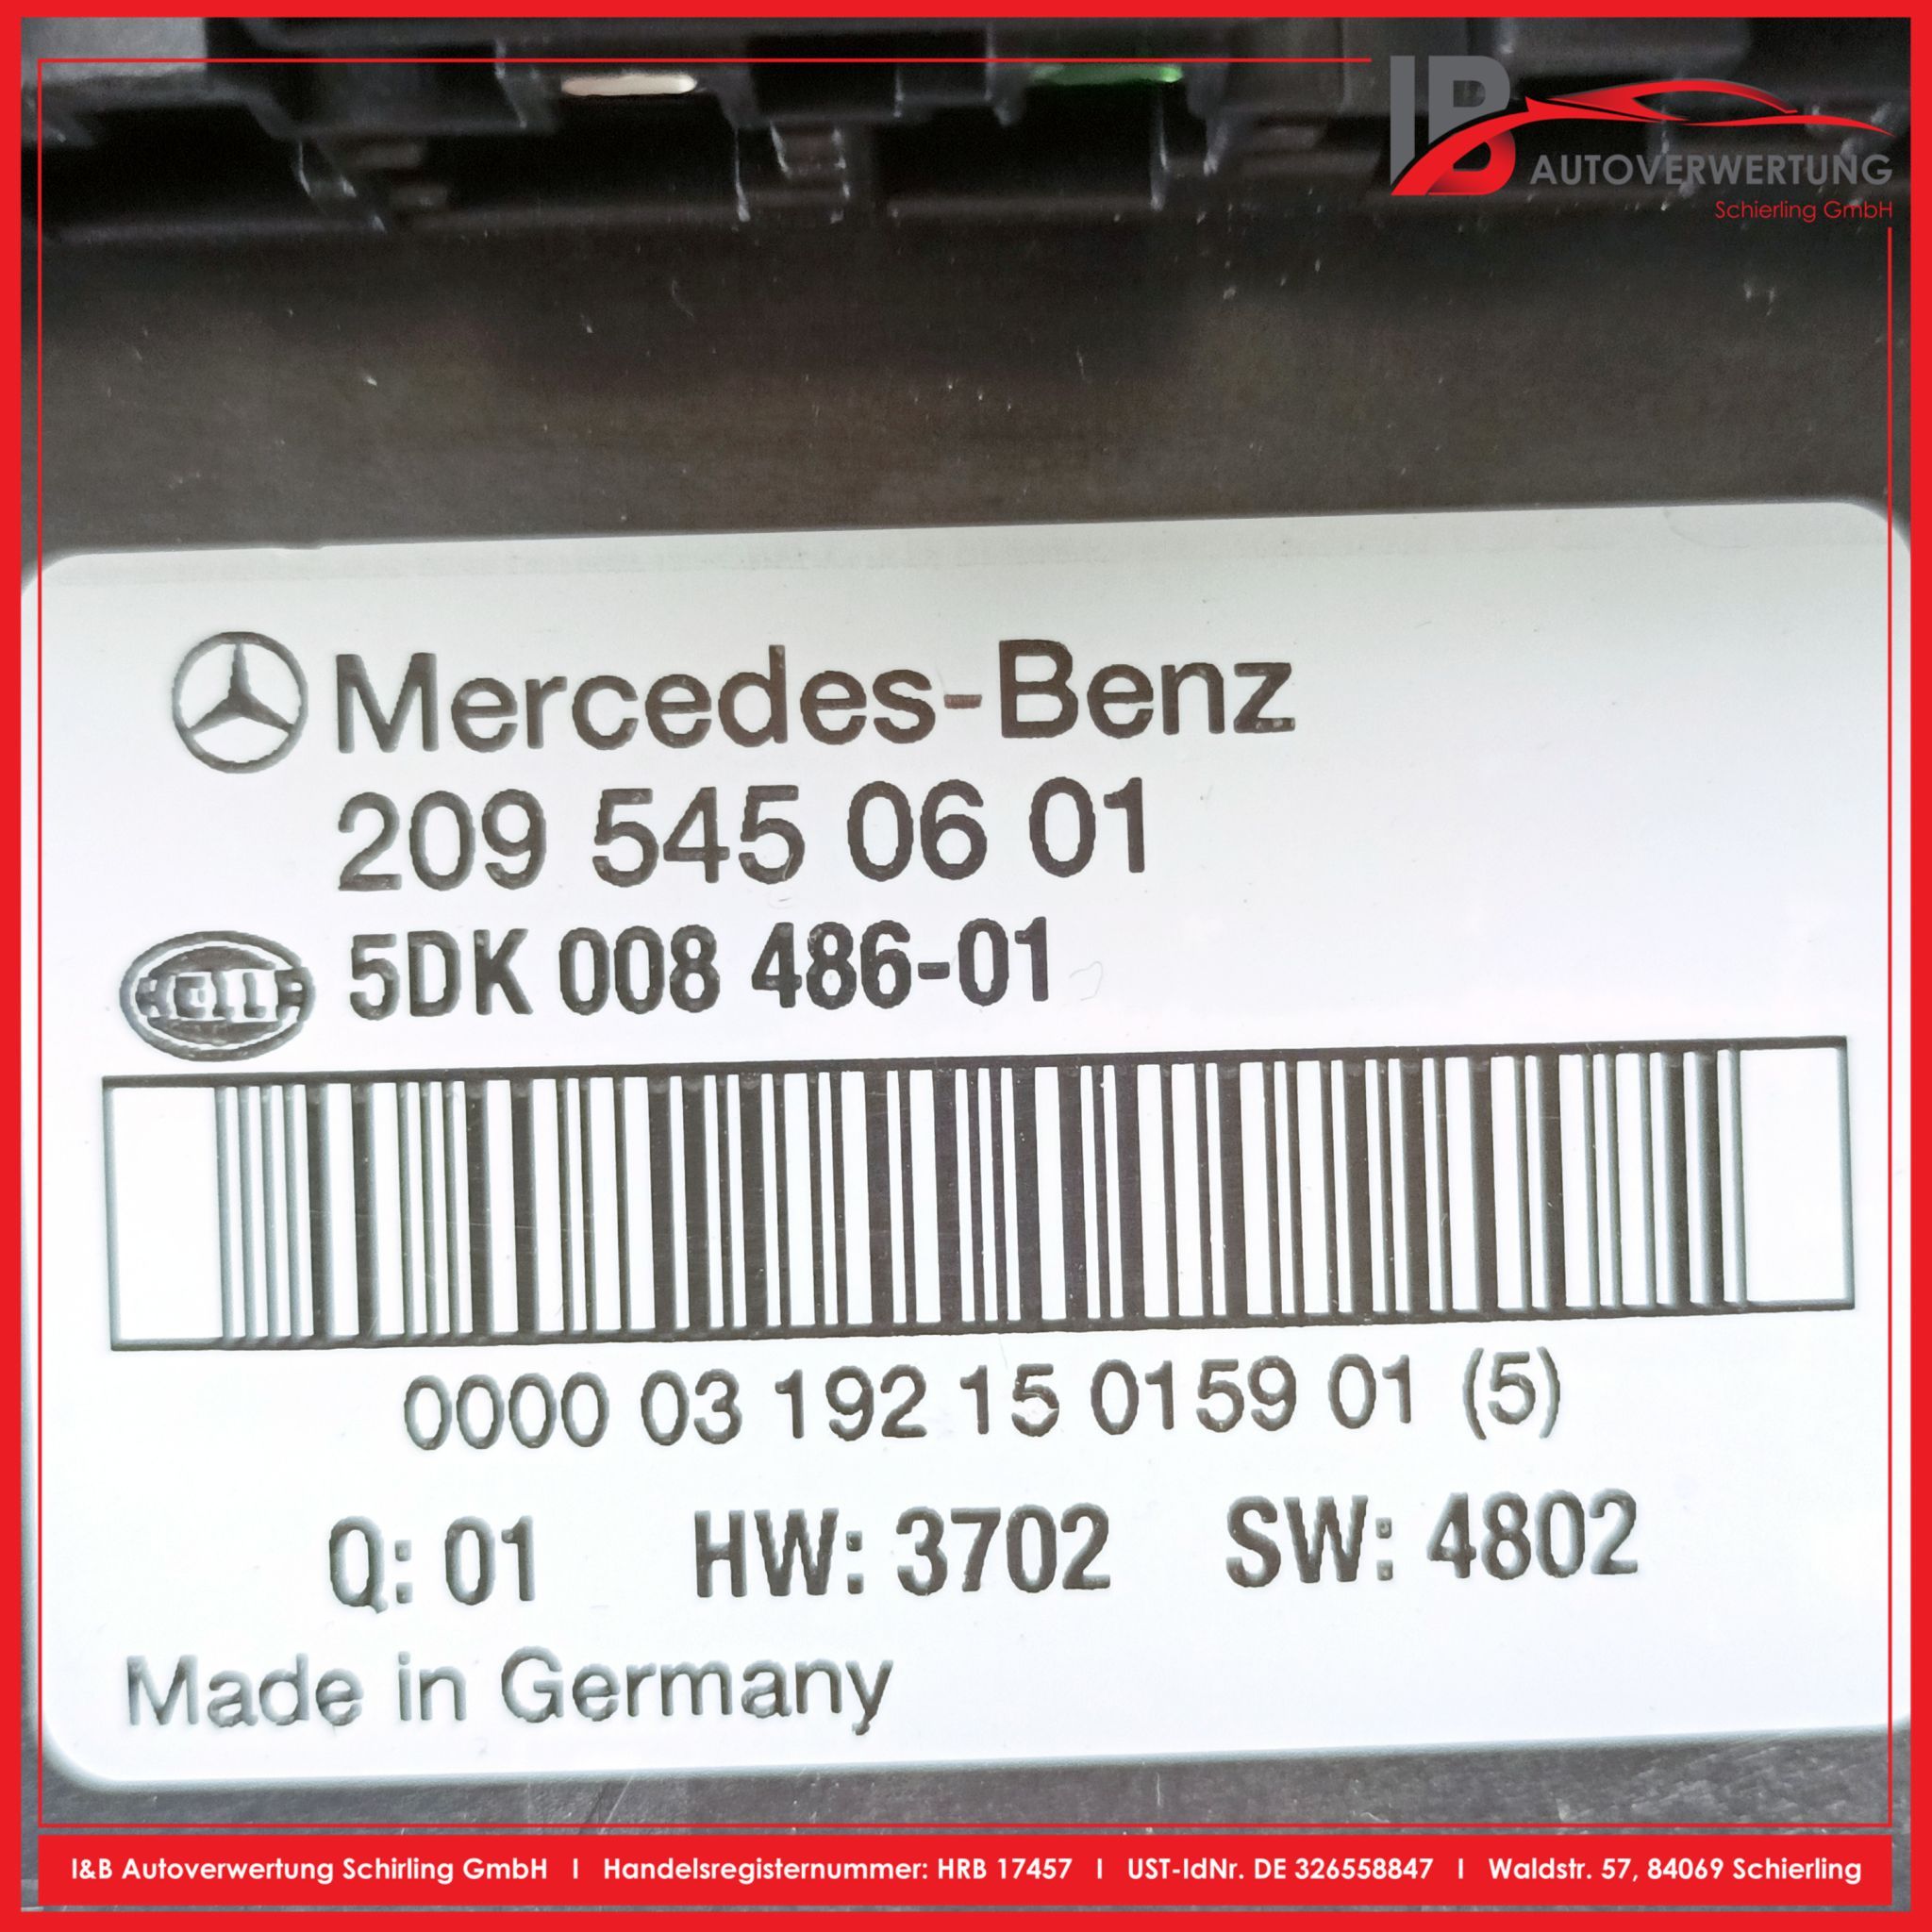 IB
AUTOVERWERTUNG
Schierling GmbH
Mercedes-Benz
209 545 06 01
HELLA 5DK 008 486-01
0000 03 192 15 0159 01 (5)
Q: 01 HW: 3702 SW: 4802
Made in Germany
I&B Autoverwertung Schirling GmbH I Handelsregisternummer: HRB 17457 I UST-IdNr. DE 326558847 I Waldstr. 57, 84069 Schierling